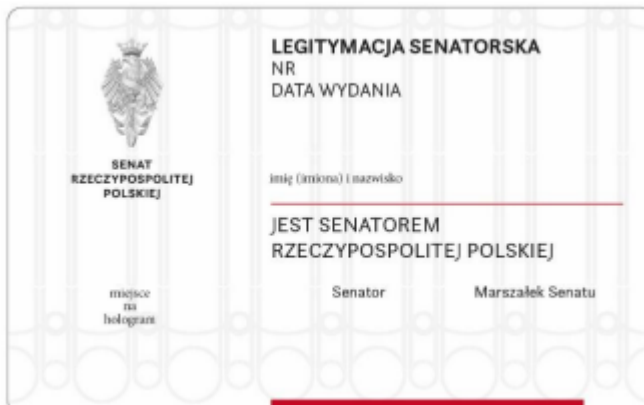 SENAT
RZECZYPOSPOLITEJ
POLSKIEJ
miejsce
na
hologram
LEGITYMACJA SENATORSKA
NR
DATA WYDANIA
imię (imiona) i nazwisko
JEST SENATOREM
RZECZYPOSPOLITEJ POLSKIEJ
Senator Marszałek Senatu